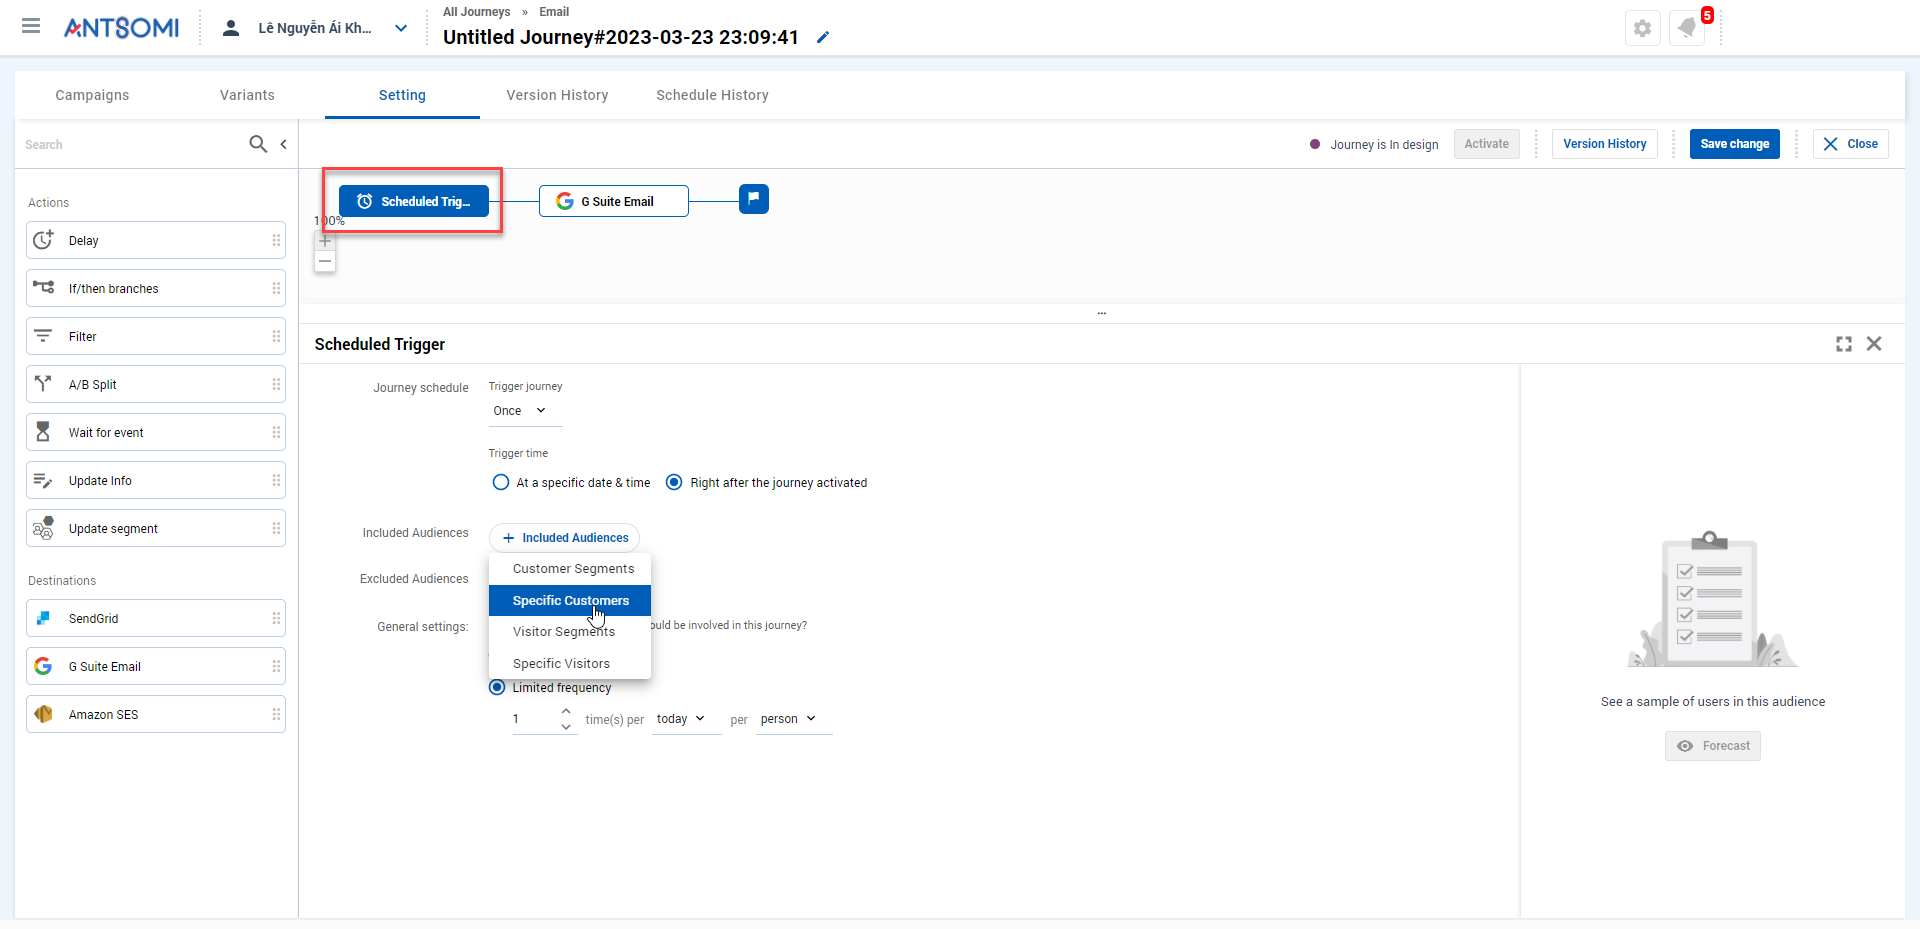 ANTSOMI
Lê Nguyễn Ái Kh...
All Journeys » Email
Untitled Journey#2023-03-23 23:09:41
5
Campaigns
Variants
Setting
Version History
Schedule History
Search
Journey is In design
Activate
Version History
Save change
Close
Actions
Delay
If/then branches
Filter
A/B Split
Wait for event
Update Info
Update segment
Destinations
SendGrid
G Suite Email
Amazon SES
Scheduled Trig...
G Suite Email
100%
...
Scheduled Trigger
Journey schedule
Trigger journey
Once
Trigger time
At a specific date & time
Right after the journey activated
Included Audiences
+ Included Audiences
Customer Segments
Excluded Audiences
Specific Customers
General settings:
ould be involved in this journey?
Visitor Segments
Specific Visitors
Limited frequency
1 time(s) per today per person
See a sample of users in this audience
Forecast